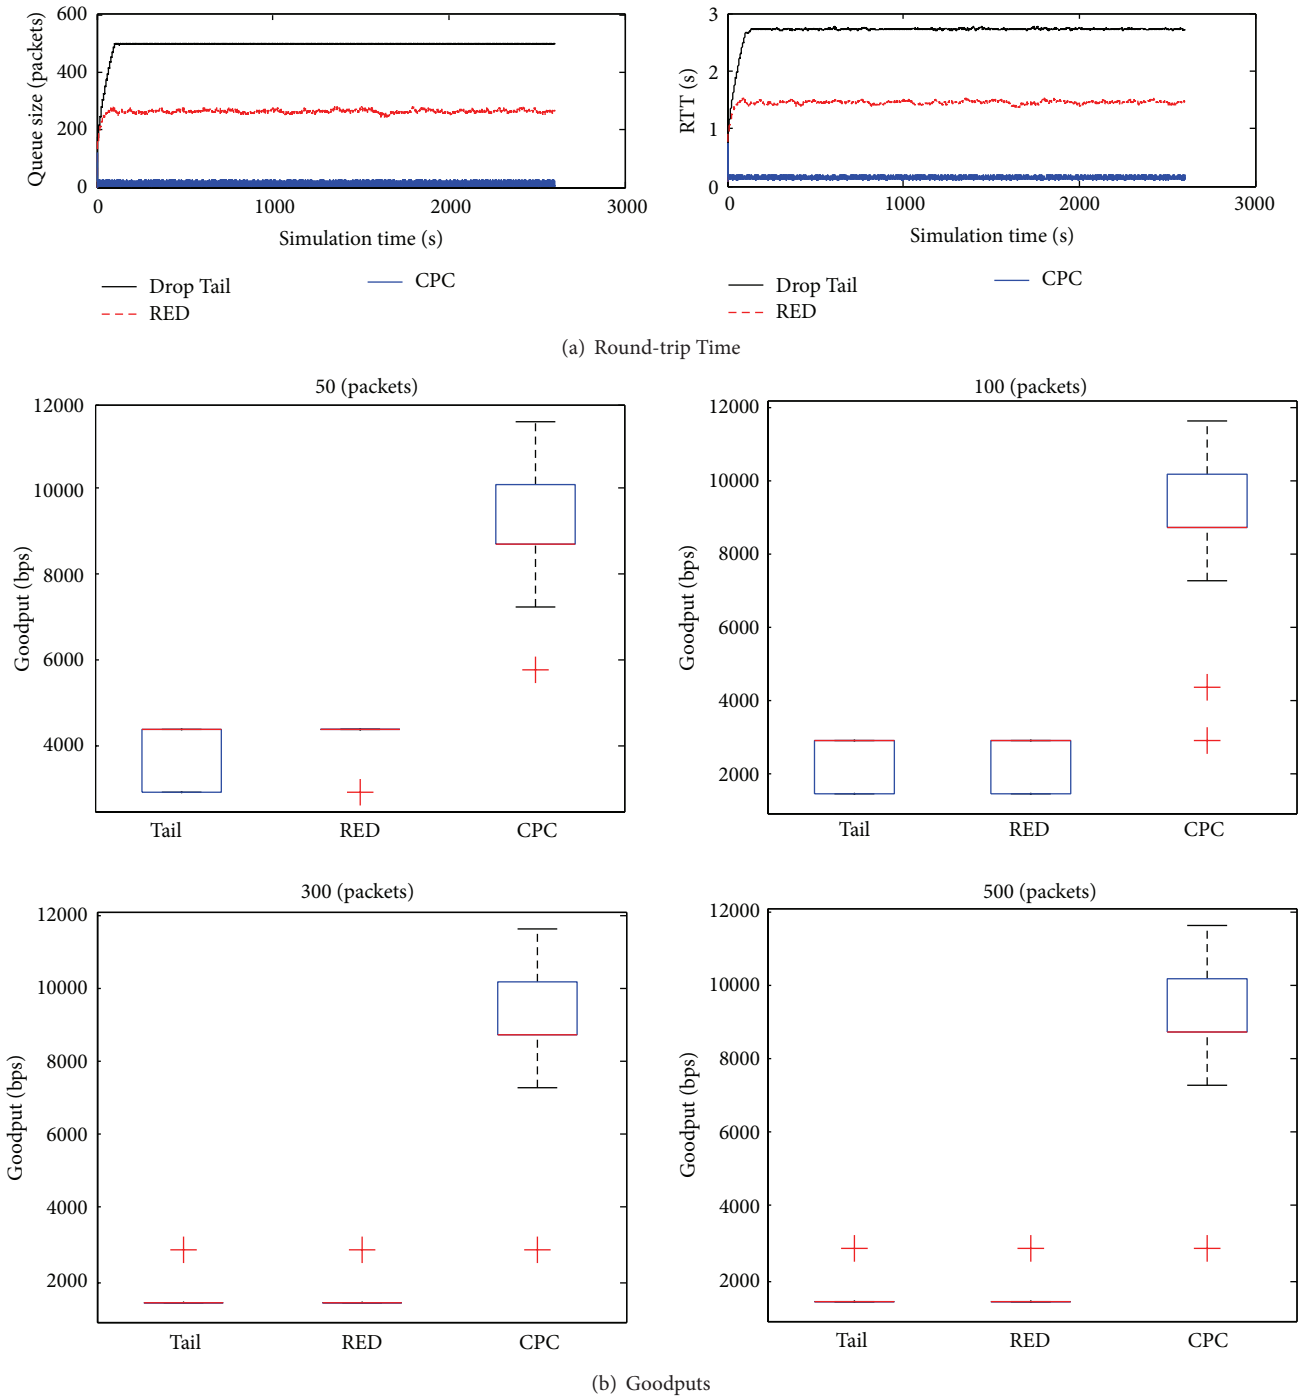 Queue size (packets)
600
400
200
0
0
1000
2000
3000
Simulation time (s)
Drop Tail
RED
CPC
RTT (s)
3
2
1
0
0
1000
2000
3000
Simulation time (s)
Drop Tail
RED
CPC
(a) Round-trip Time
50 (packets)
Goodput (bps)
12000
10000
8000
6000
4000
Tail
RED
CPC
100 (packets)
Goodput (bps)
12000
10000
8000
6000
4000
2000
Tail
RED
CPC
300 (packets)
Goodput (bps)
12000
10000
8000
6000
4000
2000
Tail
RED
CPC
500 (packets)
Goodput (bps)
12000
10000
8000
6000
4000
2000
Tail
RED
CPC
(b) Goodputs